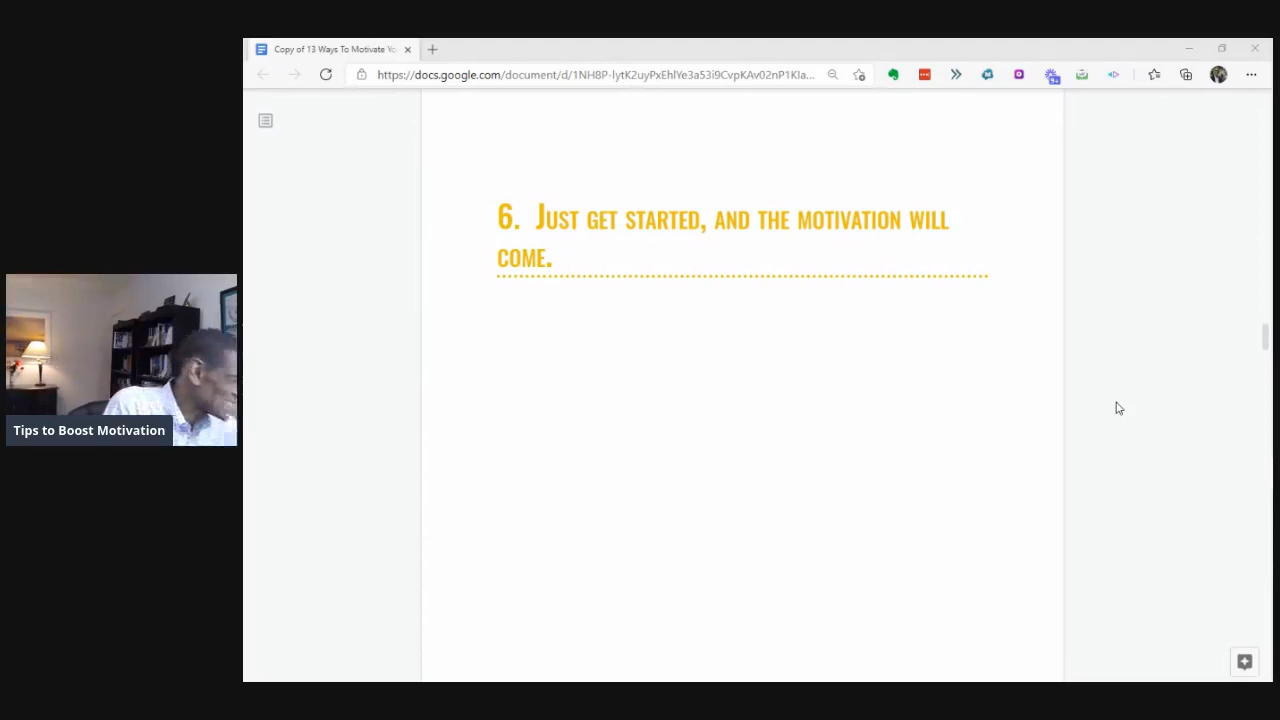 Copy of 13 Ways To Motivate Yo
https://docs.google.com/document/d/1NH8P-lytK2uyPxEhlYe3a53i9CvpKAv02nP1KIa...
6. Just get started, and the motivation will
come.
Tips to Boost Motivation